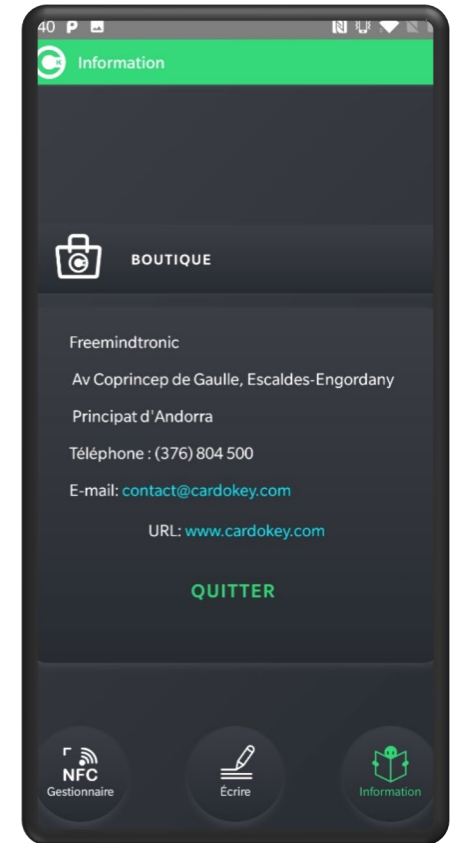 40
Information
BOUTIQUE
Freemindtronic
Av Coprincep de Gaulle, Escaldes-Engordany
Principat d'Andorra
Téléphone : (376) 804 500
E-mail: contact@cardokey.com
URL: www.cardokey.com
QUITTER
NFC
Gestionnaire
Écrire
Information